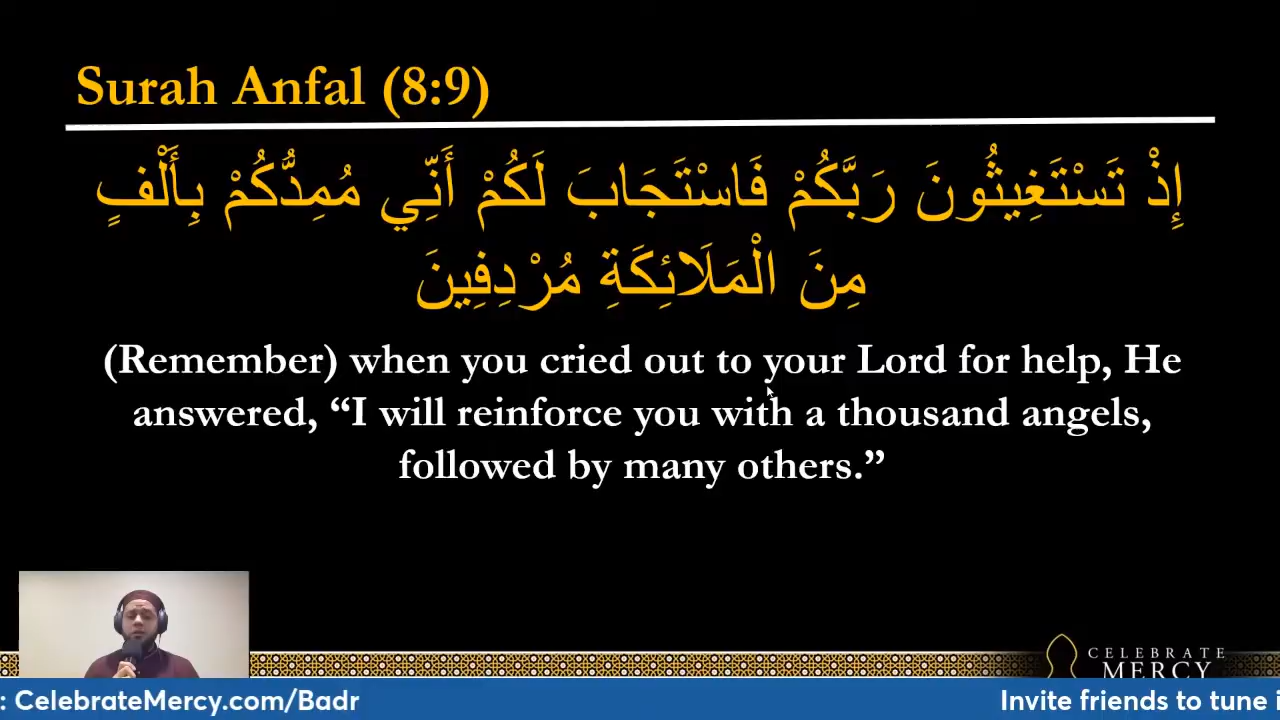 Surah Anfal (8:9)
إِذْ تَسْتَغِيثُونَ رَبَّكُمْ فَاسْتَجَابَ لَكُمْ أَنِّي مُمِدُّكُمْ بِأَلْفٍ
مِنَ الْمَلَائِكَةِ مُرْدِفِينَ
(Remember) when you cried out to your Lord for help, He
answered, “I will reinforce you with a thousand angels,
followed by many others.”
CELEBRATE
MERCY
: CelebrateMercy.com/Badr
Invite friends to tune i